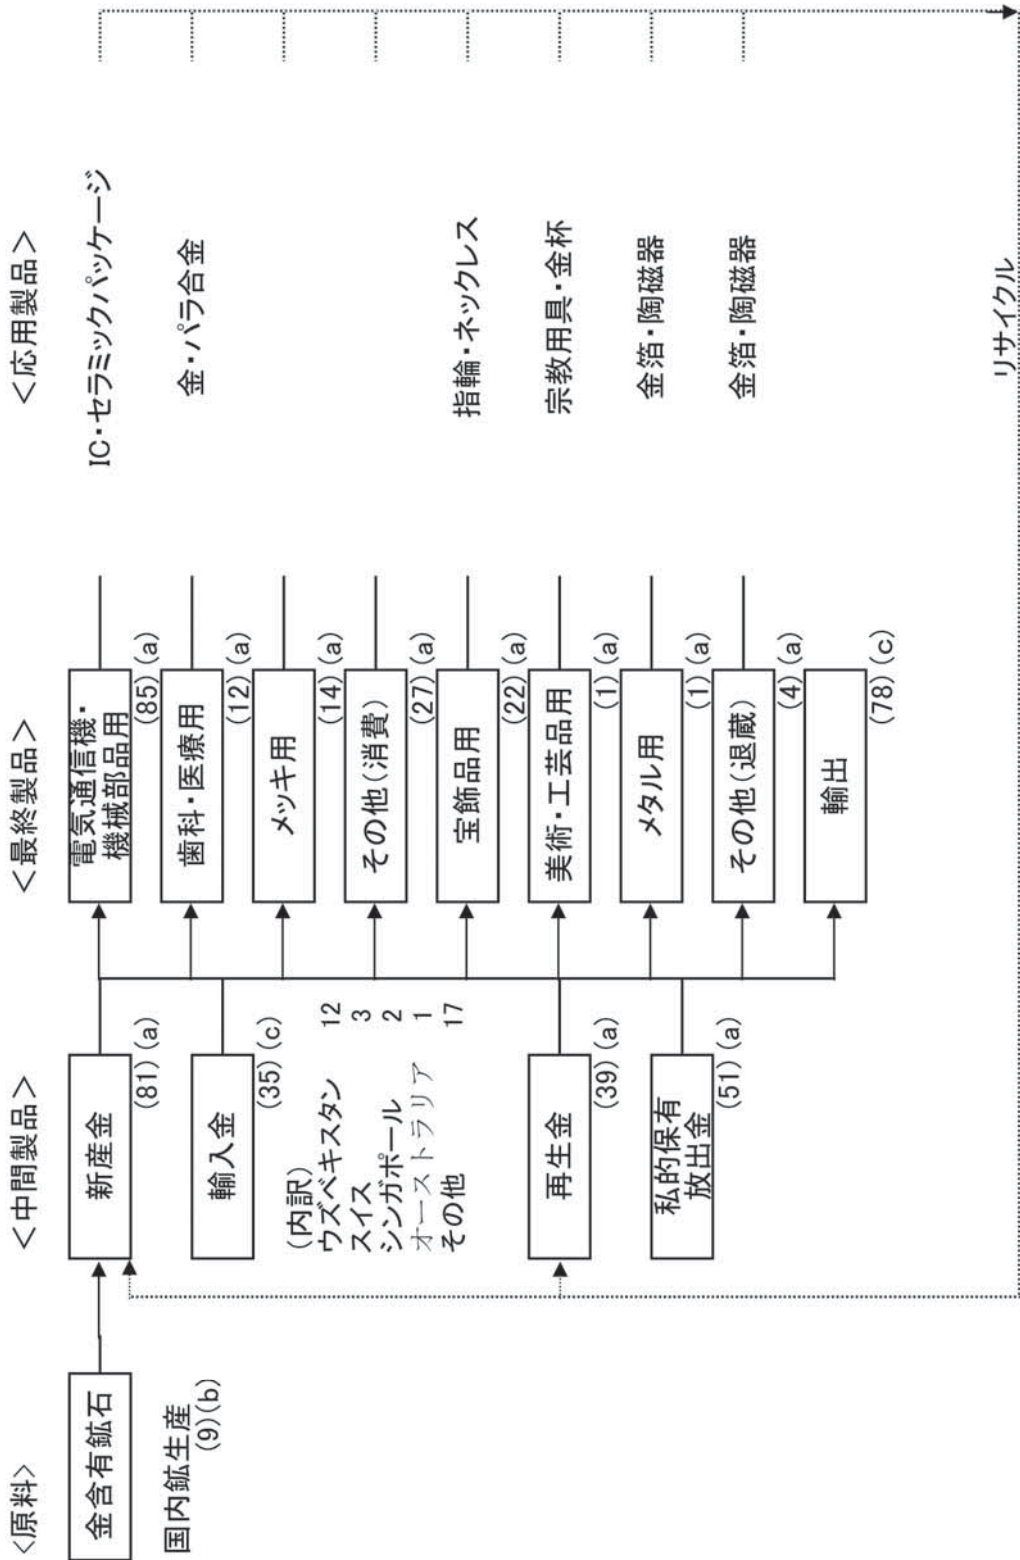 <原料>
金含有鉱石
国内鉱生産
(9)(b)
<中間製品>
新産金
(81)(a)
輸入金
(35)(c)
(内訳)
ウズベキスタン 12
スイス 3
シンガポール 2
オーストラリア 1
その他 17
再生金
(39)(a)
私的保有
放出金
(51)(a)
<最終製品>
電気通信機・
機械部品用
(85)(a)
歯科・医療用
(12)(a)
メッキ用
(14)(a)
その他(消費)
(27)(a)
宝飾品用
(22)(a)
美術・工芸品用
(1)(a)
メタル用
(1)(a)
その他(退蔵)
(4)(a)
輸出
(78)(c)
<応用製品>
IC・セラミックパッケージ
金・パラ合金
指輪・ネックレス
宗教用具・金杯
金箔・陶磁器
金箔・陶磁器
リサイクル